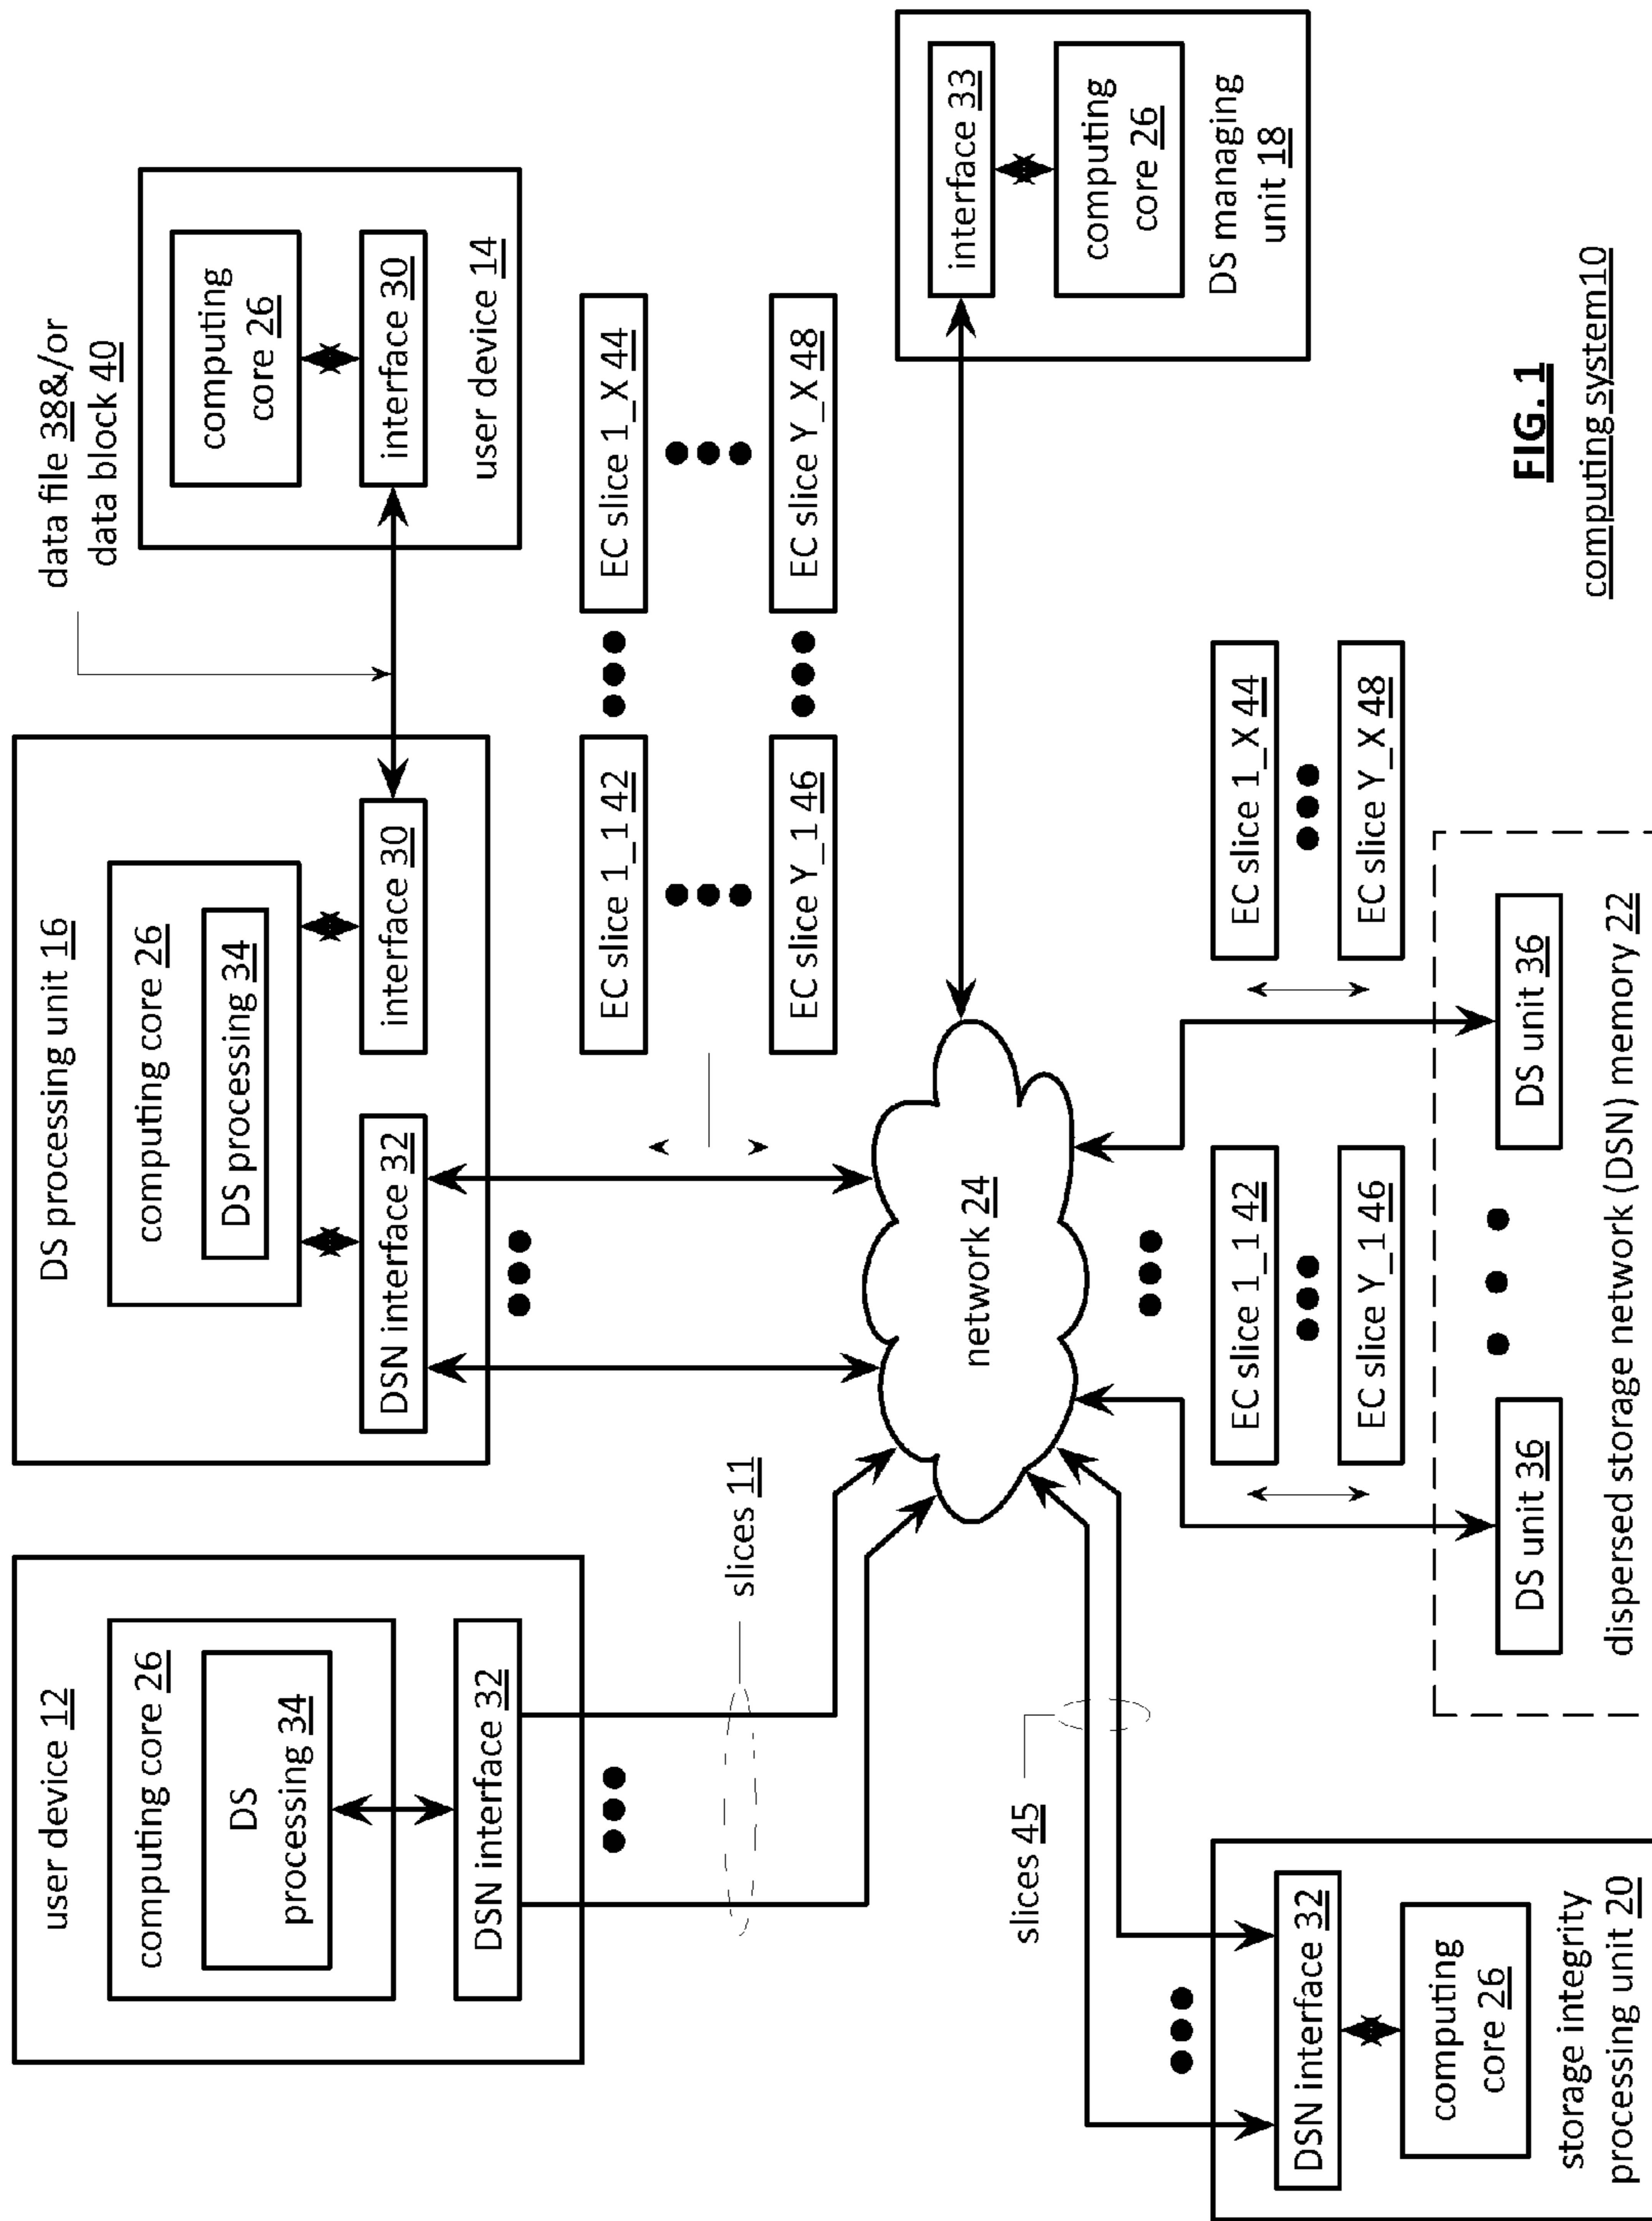 user device 12
computing core 26
DS
processing 34
DSN interface 32
slices 11
DS processing unit 16
computing core 26
DS processing 34
DSN interface 32
interface 30
data file 38&/or
data block 40
computing
core 26
interface 30
user device 14
EC slice 1_1 42
EC slice 1_X 44
EC slice Y_1 46
EC slice Y_X 48
network 24
interface 33
computing
core 26
DS managing
unit 18
slices 45
DSN interface 32
computing
core 26
storage integrity
processing unit 20
EC slice 1_1 42
EC slice Y_1 46
EC slice 1_X 44
EC slice Y_X 48
DS unit 36
DS unit 36
dispersed storage network (DSN) memory 22
FIG. 1
computing system10